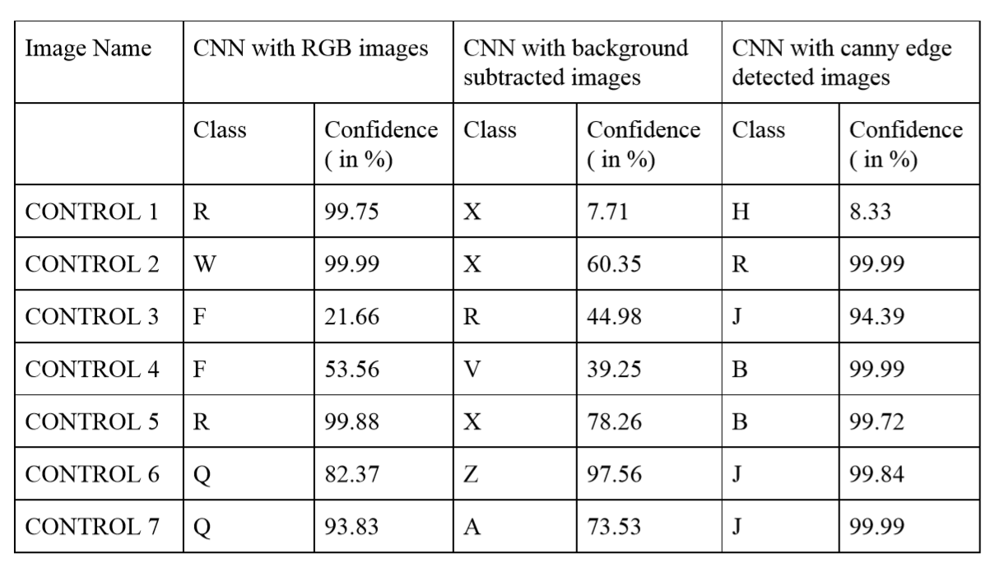 Image Name CNN with RGB images CNN with background subtracted images CNN with canny edge detected images
Class Confidence ( in %) Class Confidence ( in %) Class Confidence ( in %)
CONTROL 1 R 99.75 X 7.71 H 8.33
CONTROL 2 W 99.99 X 60.35 R 99.99
CONTROL 3 F 21.66 R 44.98 J 94.39
CONTROL 4 F 53.56 V 39.25 B 99.99
CONTROL 5 R 99.88 X 78.26 B 99.72
CONTROL 6 Q 82.37 Z 97.56 J 99.84
CONTROL 7 Q 93.83 A 73.53 J 99.99